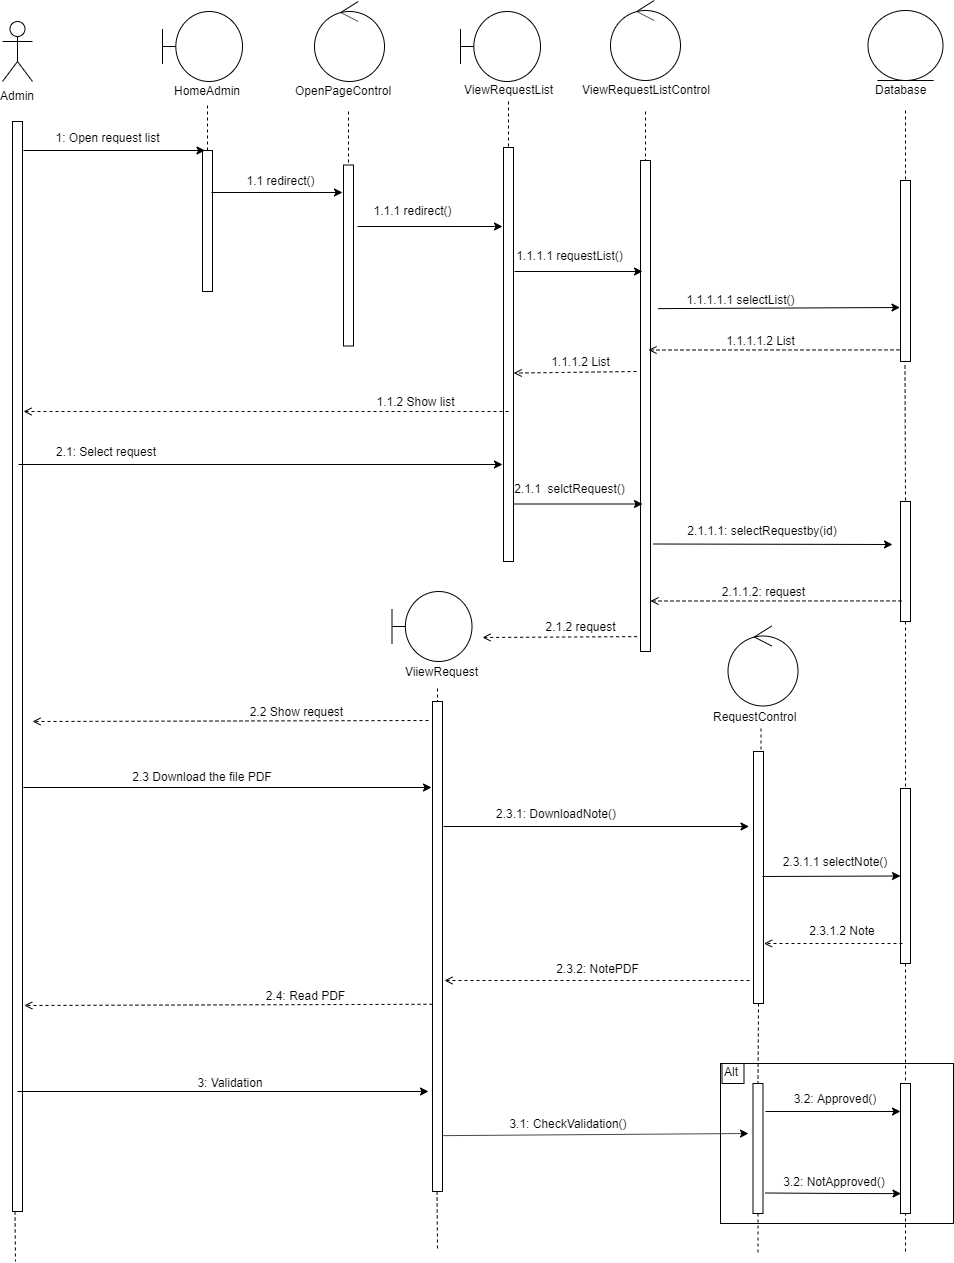 Admin
HomeAdmin
OpenPageControl
ViewRequestList
ViewRequestListControl
Database
1: Open request list
1.1 redirect()
1.1.1 redirect()
1.1.1.1 requestList()
1.1.1.1.1 selectList()
1.1.1.1.2 List
1.1.1.2 List
1.1.2 Show list
2.1: Select request
2.1.1 selctRequest()
2.1.1.1: selectRequestby(id)
2.1.1.2: request
2.1.2 request
ViiewRequest
RequestControl
2.2 Show request
2.3 Download the file PDF
2.3.1: DownloadNote()
2.3.1.1 selectNote()
2.3.1.2 Note
2.3.2: NotePDF
2.4: Read PDF
Alt
3: Validation
3.2: Approved()
3.1: CheckValidation()
3.2: NotApproved()